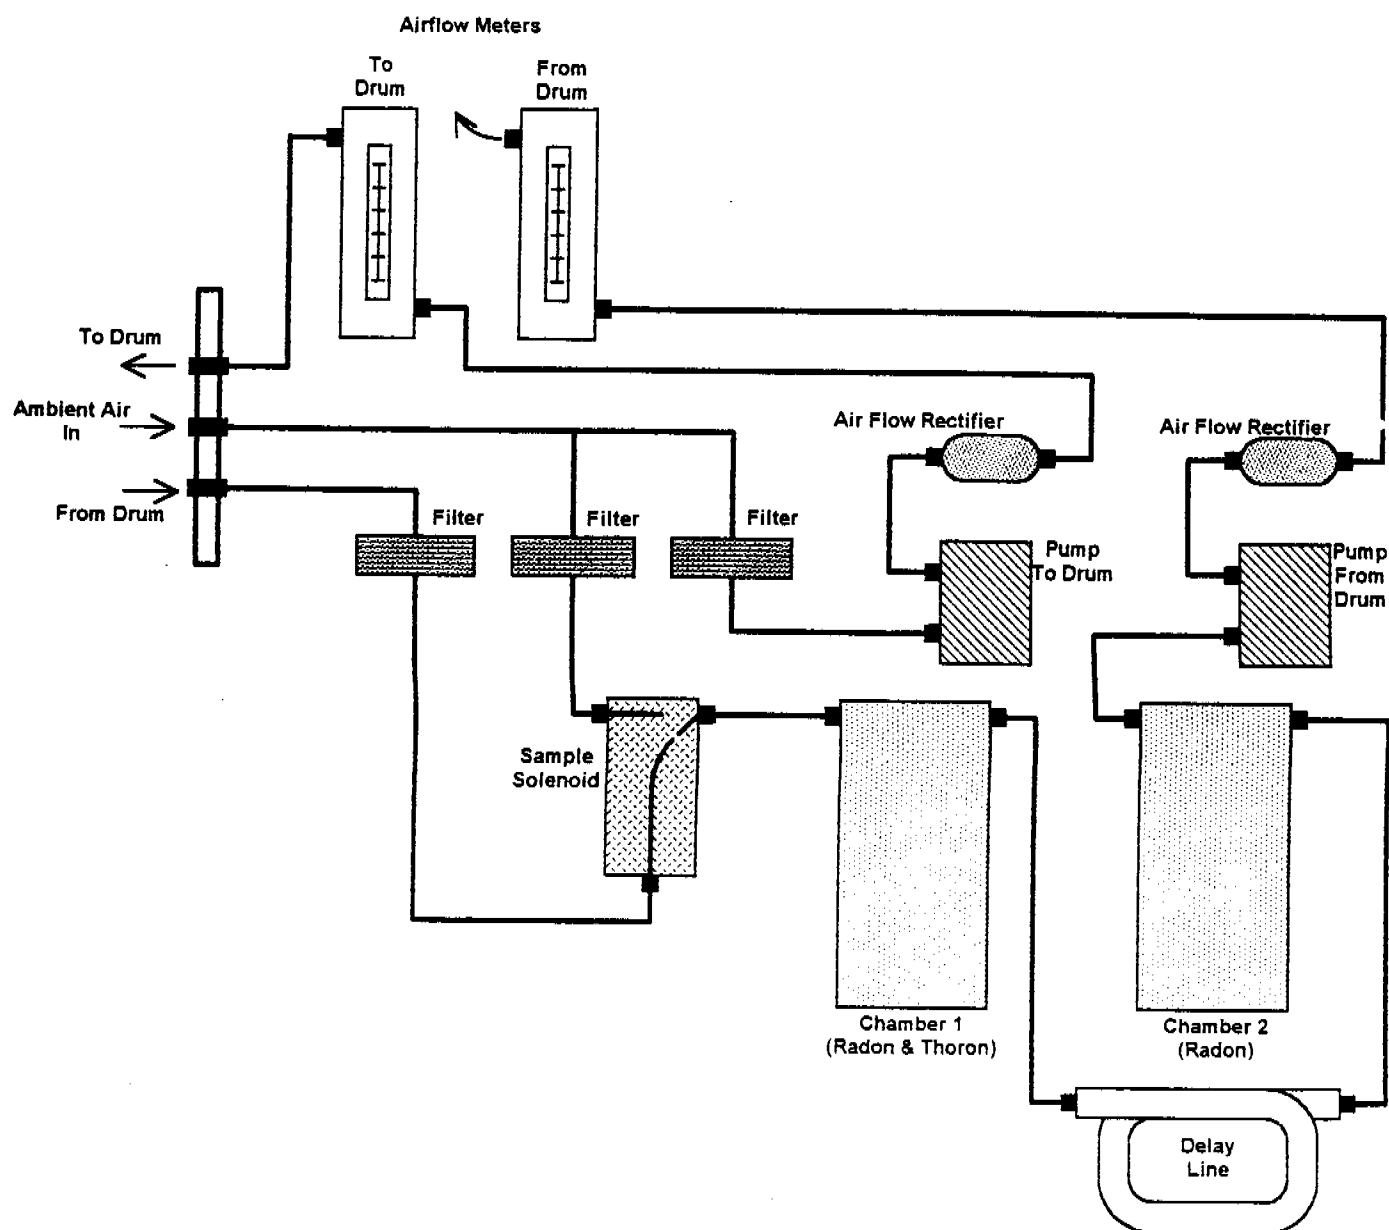 Airflow Meters
To
Drum
From
Drum
To Drum
Ambient Air
In
From Drum
Air Flow Rectifier
Air Flow Rectifier
Filter
Filter
Filter
Pump
To Drum
Pump
From
Drum
Sample
Solenoid
Chamber 1
(Radon & Thoron)
Chamber 2
(Radon)
Delay
Line